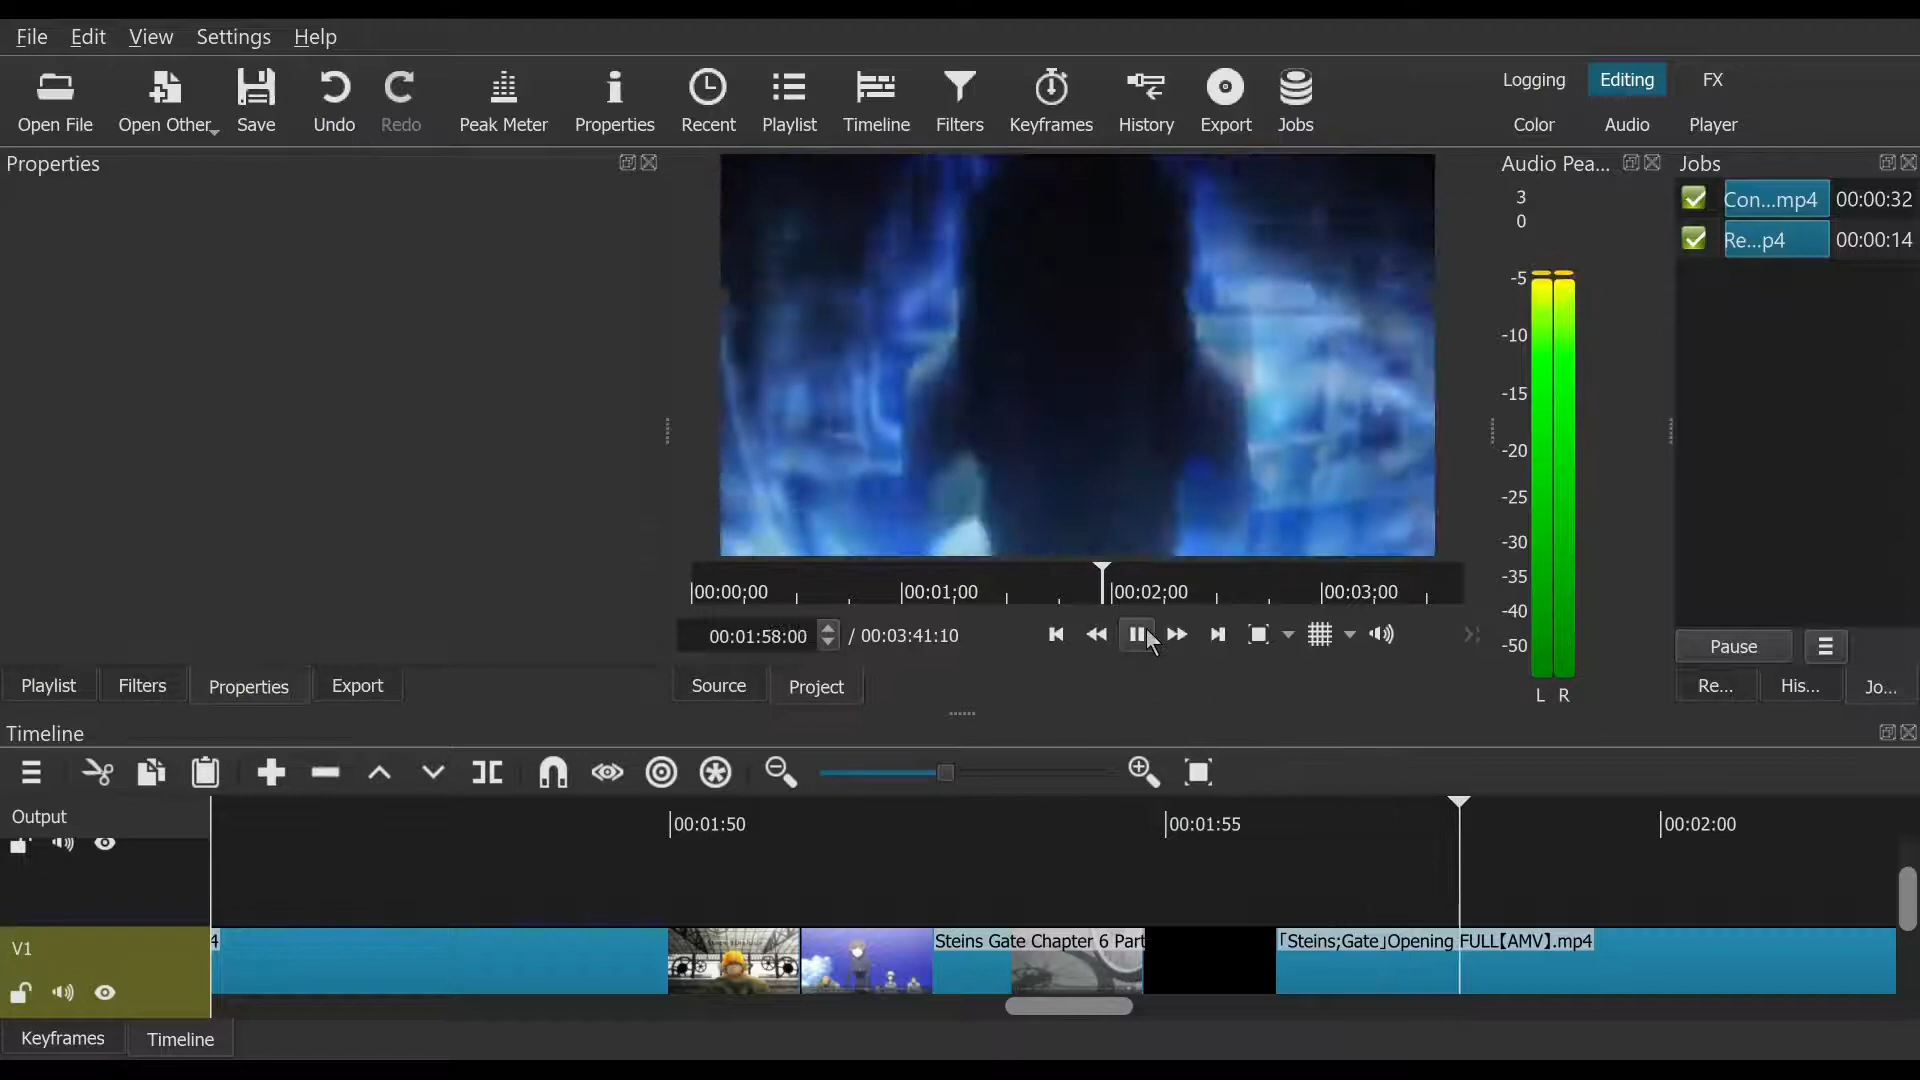 File Edit View Settings Help
Open File Open Other... Save Undo Redo Peak Meter Properties Recent Playlist Timeline Filters Keyframes History Export Jobs
Logging Editing FX
Color Audio Player
Properties
Audio Pea...
Jobs
3
0
-5
-10
-15
-20
-25
-30
-35
-40
-50
L R
Con...mp4 00:00:32
Re...p4 00:00:14
00:00;00 00:01;00 00:02;00 00:03;00
00:01:58:00 / 00:03:41:10
Pause
Playlist Filters Properties Export
Source Project
Re... His... Jo...
Timeline
Output
00:01:50 00:01:55 00:02:00
V1
4
Steins Gate Chapter 6 Part
「Steins;Gate」Opening FULL【AMV】.mp4
Keyframes Timeline